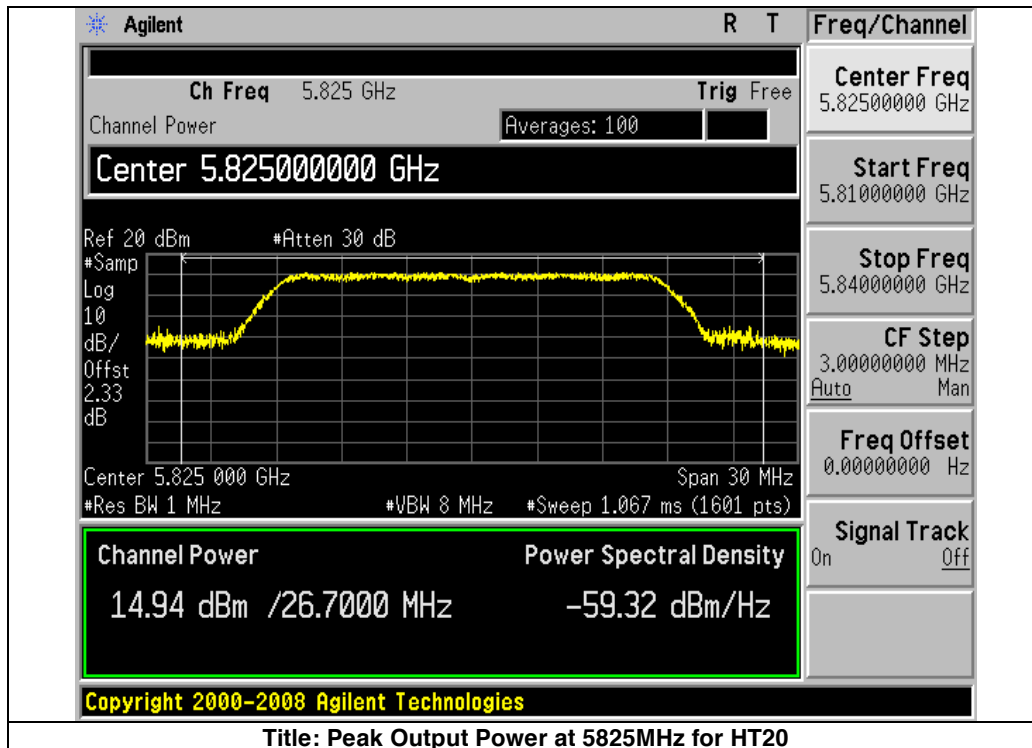 Agilent R T
Ch Freq 5.825 GHz Trig Free
Channel Power Averages: 100
Center 5.825000000 GHz
Ref 20 dBm #Atten 30 dB
#Samp
Log
10
dB/
Offst
2.33
dB
Center 5.825 000 GHz Span 30 MHz
#Res BW 1 MHz #VBW 8 MHz #Sweep 1.067 ms (1601 pts)
Channel Power Power Spectral Density
14.94 dBm /26.7000 MHz -59.32 dBm/Hz
Copyright 2000-2008 Agilent Technologies
Freq/Channel
Center Freq
5.82500000 GHz
Start Freq
5.81000000 GHz
Stop Freq
5.84000000 GHz
CF Step
3.00000000 MHz
Auto Man
Freq Offset
0.00000000 Hz
Signal Track
On Off
Title: Peak Output Power at 5825MHz for HT20